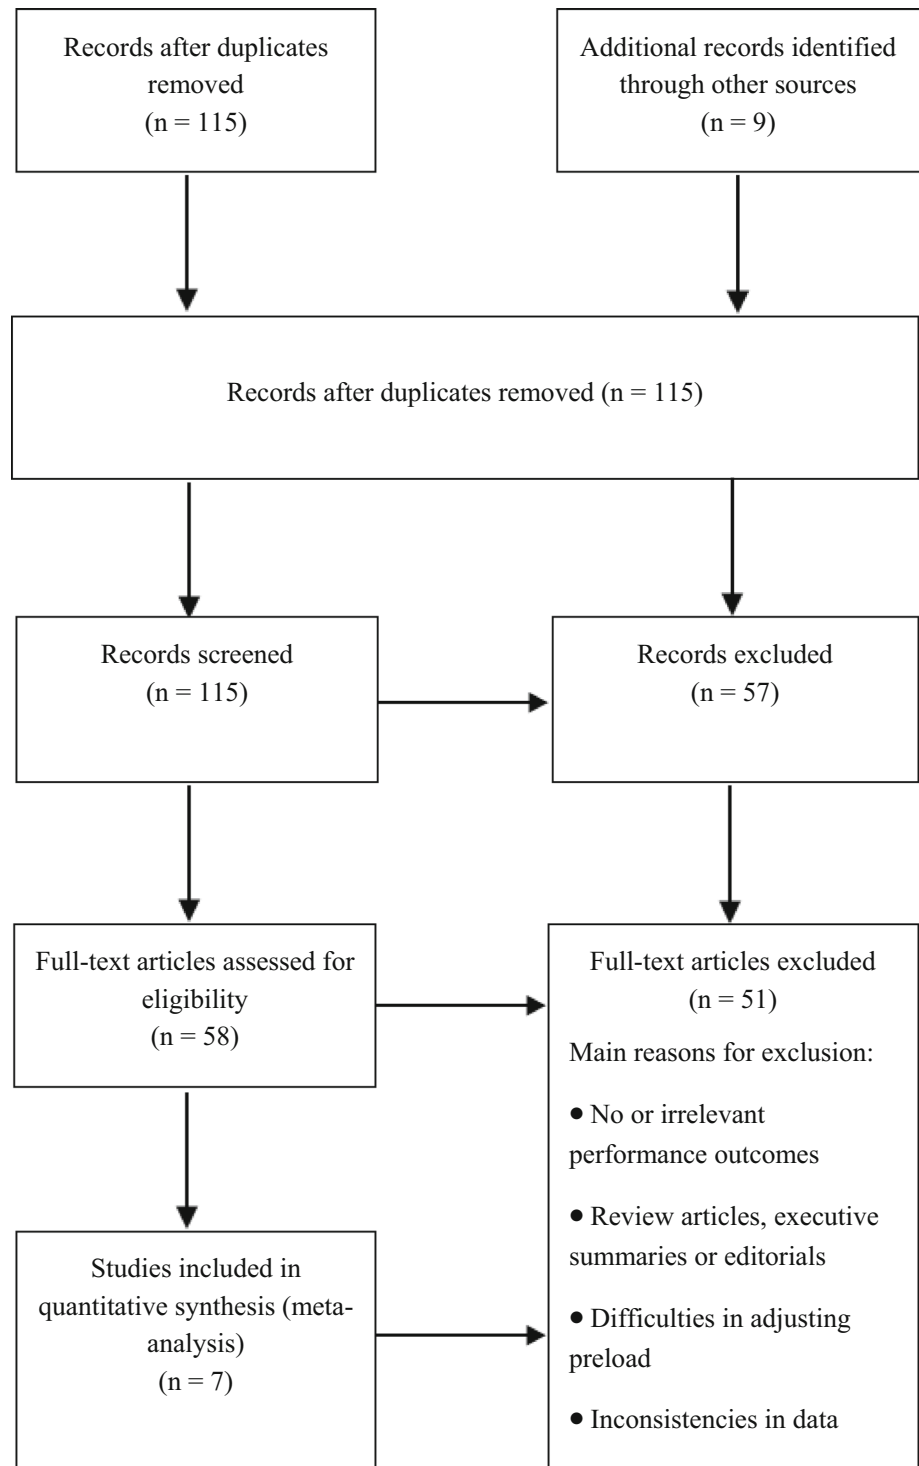 Records after duplicates
removed
(n = 115)
Additional records identified
through other sources
(n = 9)
Records after duplicates removed (n = 115)
Records screened
(n = 115)
Records excluded
(n = 57)
Full-text articles assessed for
eligibility
(n = 58)
Full-text articles excluded
(n = 51)
Main reasons for exclusion:
● No or irrelevant
performance outcomes
● Review articles, executive
summaries or editorials
● Difficulties in adjusting
preload
● Inconsistencies in data
Studies included in
quantitative synthesis (meta-
analysis)
(n = 7)